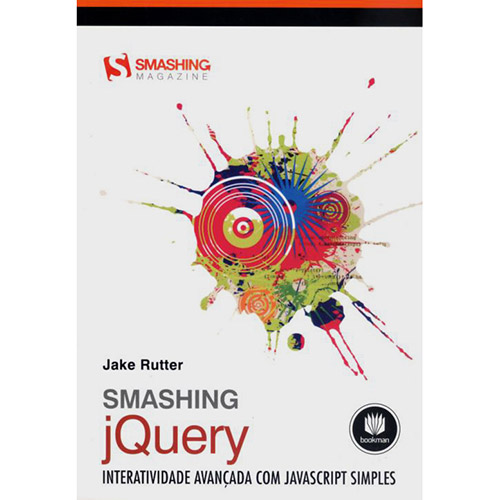 SMASHING
MAGAZINE
Jake Rutter
SMASHING
jQuery
bookman
INTERATIVIDADE AVANÇADA COM JAVASCRIPT SIMPLES